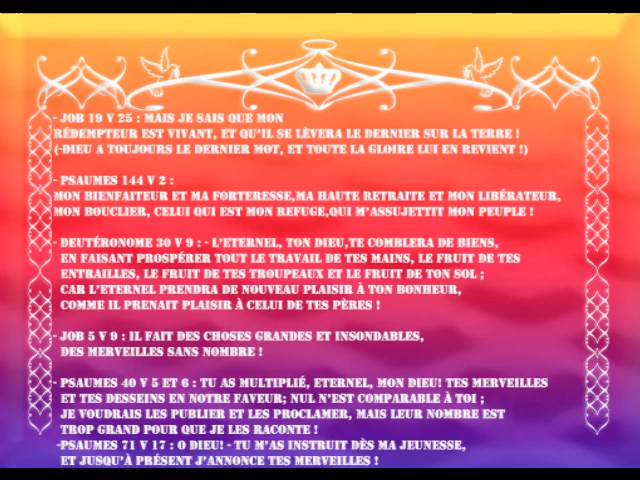 - JOB 19 V 25 : MAIS JE SAIS QUE MON
RÉDEMPTEUR EST VIVANT, ET QU'IL SE LÈVERA LE DERNIER SUR LA TERRE !
(-DIEU A TOUJOURS LE DERNIER MOT, ET TOUTE LA GLOIRE LUI EN REVIENT !)
- PSAUMES 144 V 2 :
MON BIENFAITEUR ET MA FORTERESSE,MA HAUTE RETRAITE ET MON LIBÉRATEUR,
MON BOUCLIER, CELUI QUI EST MON REFUGE,QUI M'ASSUJETTIT MON PEUPLE !
- DEUTÉRONOME 30 V 9 : - L'ETERNEL, TON DIEU,TE COMBLERA DE BIENS,
EN FAISANT PROSPÉRER TOUT LE TRAVAIL DE TES MAINS, LE FRUIT DE TES
ENTRAILLES, LE FRUIT DE TES TROUPEAUX ET LE FRUIT DE TON SOL ;
CAR L'ETERNEL PRENDRA DE NOUVEAU PLAISIR À TON BONHEUR,
COMME IL PRENAIT PLAISIR À CELUI DE TES PÈRES !
- JOB 5 V 9 : IL FAIT DES CHOSES GRANDES ET INSONDABLES,
DES MERVEILLES SANS NOMBRE !
- PSAUMES 40 V 5 ET 6 : TU AS MULTIPLIÉ, ETERNEL, MON DIEU! TES MERVEILLES
ET TES DESSEINS EN NOTRE FAVEUR; NUL N'EST COMPARABLE À TOI ;
JE VOUDRAIS LES PUBLIER ET LES PROCLAMER, MAIS LEUR NOMBRE EST
TROP GRAND POUR QUE JE LES RACONTE !
-PSAUMES 71 V 17 : O DIEU! - TU M'AS INSTRUIT DÈS MA JEUNESSE,
ET JUSQU'À PRÉSENT J'ANNONCE TES MERVEILLES !